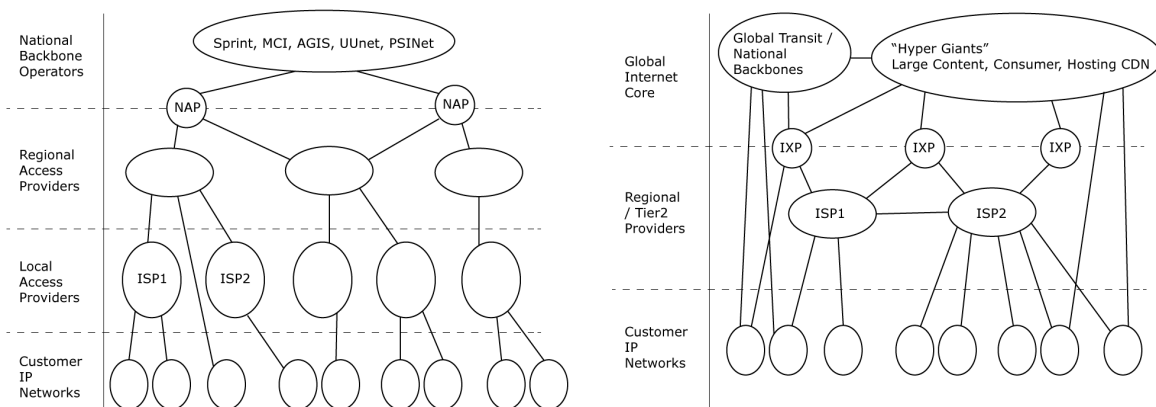 National
Backbone
Operators
Sprint, MCI, AGIS, UUnet, PSINet
NAP
NAP
Regional
Access
Providers
Local
Access
Providers
ISP1
ISP2
Customer
IP
Networks
Global
Internet
Core
Global Transit /
National
Backbones
“Hyper Giants”
Large Content, Consumer, Hosting CDN
IXP
IXP
IXP
Regional
/ Tier2
Providers
ISP1
ISP2
Customer
IP
Networks